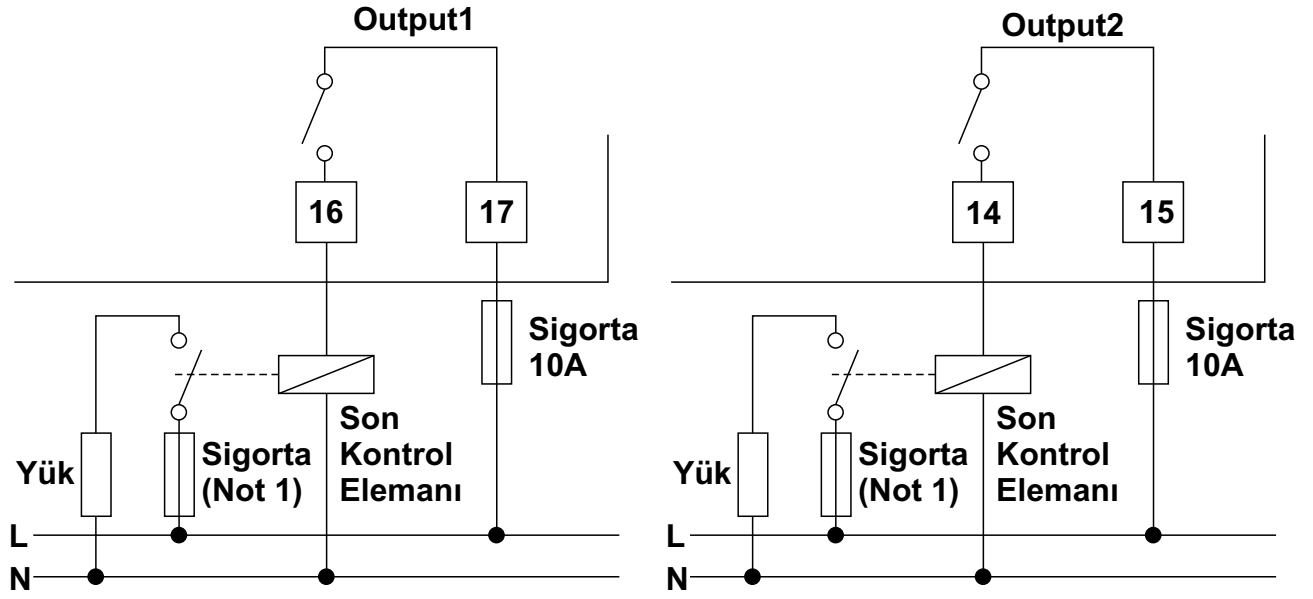 Output1
16
17
Sigorta
10A
Son
Kontrol
Elemanı
Sigorta
(Not 1)
Yük
L
N
Output2
14
15
Sigorta
10A
Son
Kontrol
Elemanı
Sigorta
(Not 1)
Yük
L
N